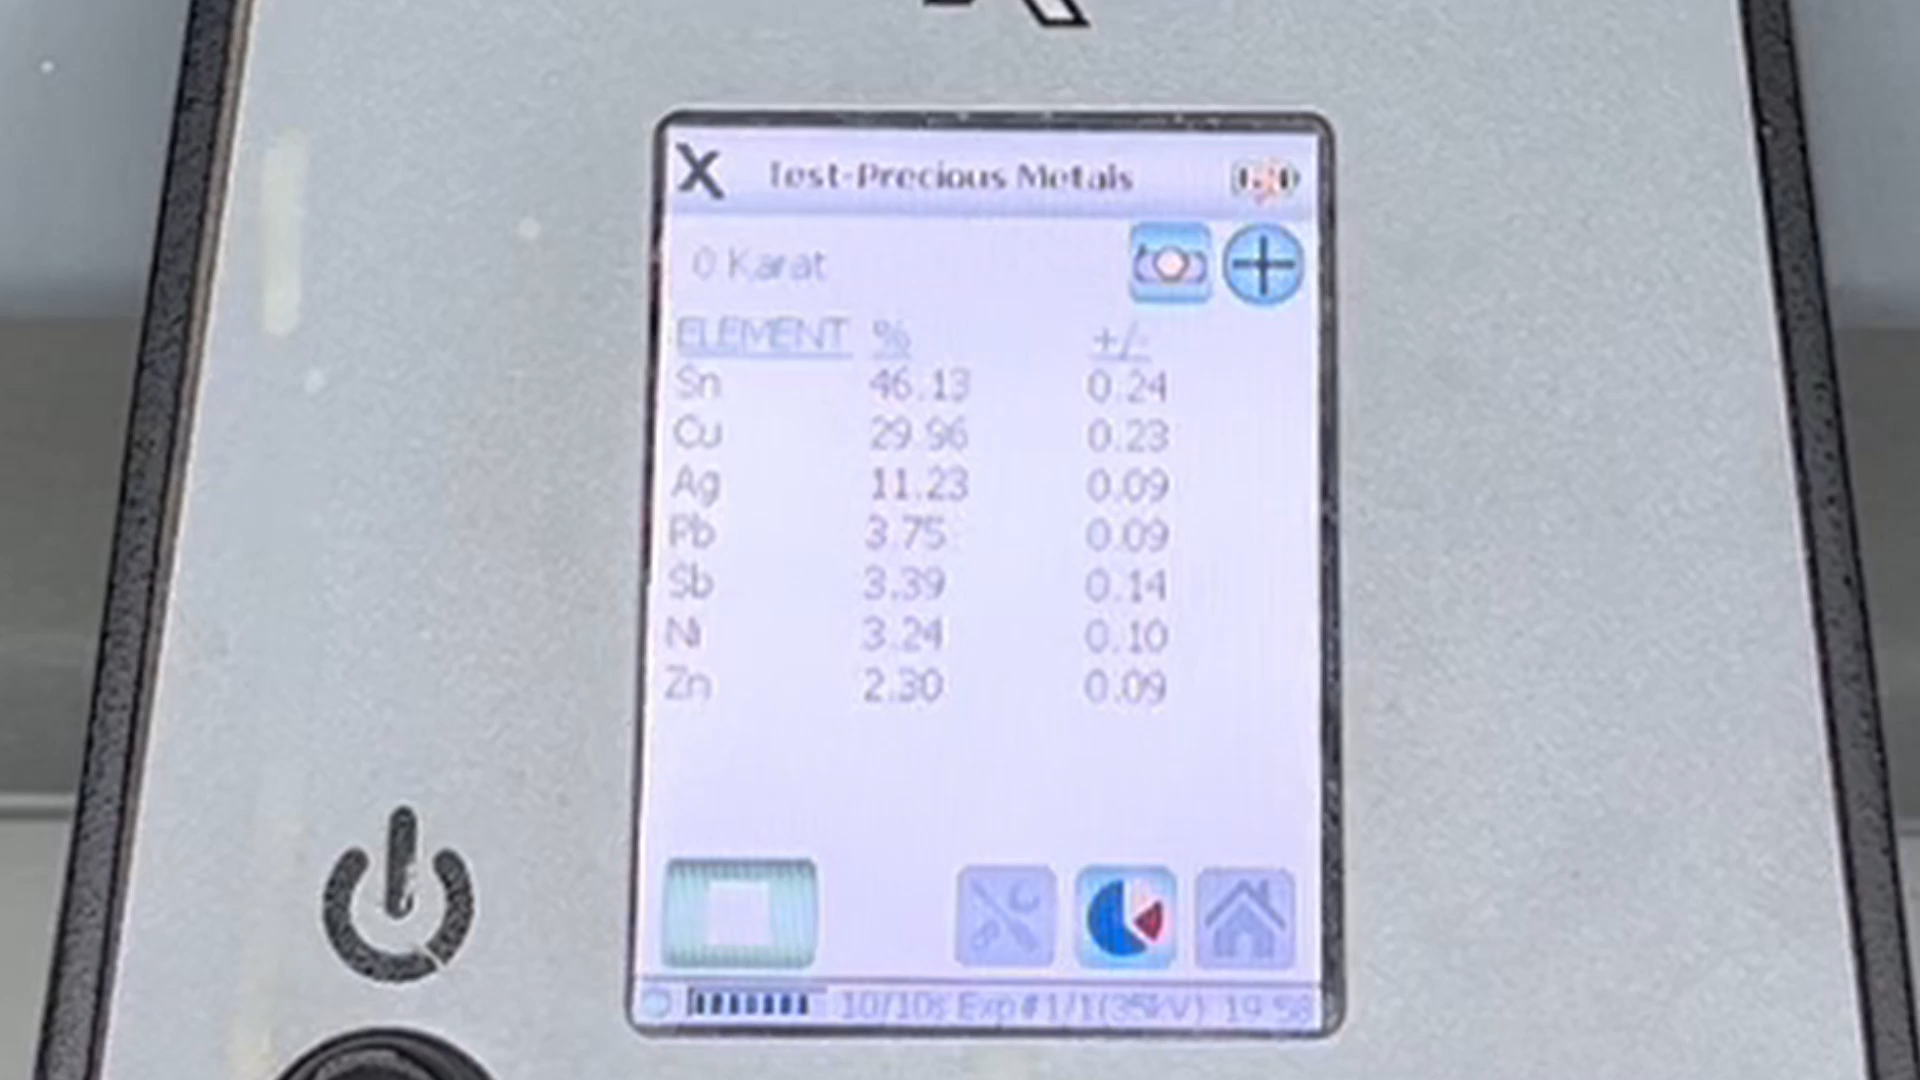 Test-Precious Metals
0 Karat
ELEMENT % +/-
Sn 46.13 0.24
Cu 29.96 0.23
Ag 11.23 0.09
Pb 3.75 0.09
Sb 3.39 0.14
Ni 3.24 0.10
Zn 2.30 0.09
10/10s Exp#1/1(35kV) 19:58